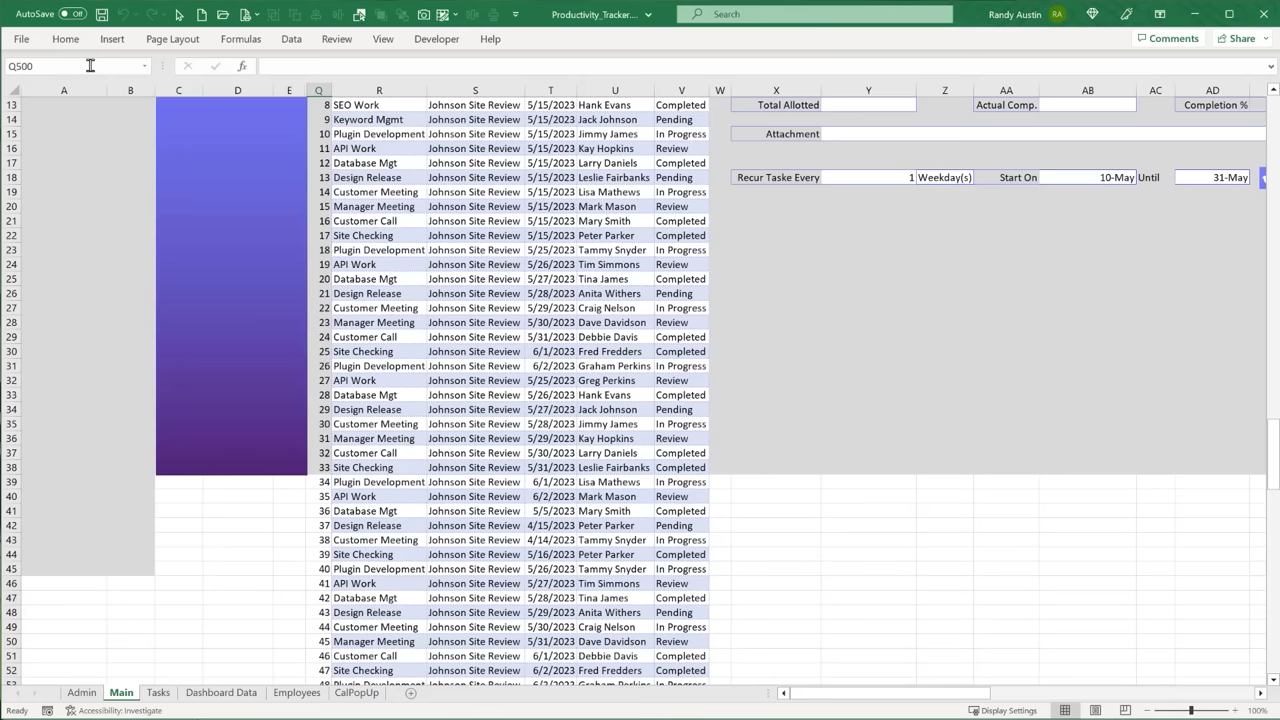 AutoSave Off Productivity_Tracker.... Search Randy Austin RA
File Home Insert Page Layout Formulas Data Review View Developer Help Comments Share
Q500 fx
A B C D E Q R S T U V W X Y Z AA AB AC AD
13 8 SEO Work Johnson Site Review 5/15/2023 Hank Evans Completed Total Allotted Actual Comp. Completion %
14 9 Keyword Mgmt Johnson Site Review 5/15/2023 Jack Johnson Pending
15 10 Plugin Development Johnson Site Review 5/15/2023 Jimmy James In Progress Attachment
16 11 API Work Johnson Site Review 5/15/2023 Kay Hopkins Review
17 12 Database Mgt Johnson Site Review 5/15/2023 Larry Daniels Completed
18 13 Design Release Johnson Site Review 5/15/2023 Leslie Fairbanks Pending Recur Taske Every 1 Weekday(s) Start On 10-May Until 31-May
19 14 Customer Meeting Johnson Site Review 5/15/2023 Lisa Mathews In Progress
20 15 Manager Meeting Johnson Site Review 5/15/2023 Mark Mason Review
21 16 Customer Call Johnson Site Review 5/15/2023 Mary Smith Completed
22 17 Site Checking Johnson Site Review 5/15/2023 Peter Parker Completed
23 18 Plugin Development Johnson Site Review 5/25/2023 Tammy Snyder In Progress
24 19 API Work Johnson Site Review 5/26/2023 Tim Simmons Review
25 20 Database Mgt Johnson Site Review 5/27/2023 Tina James Completed
26 21 Design Release Johnson Site Review 5/28/2023 Anita Withers Pending
27 22 Customer Meeting Johnson Site Review 5/29/2023 Craig Nelson In Progress
28 23 Manager Meeting Johnson Site Review 5/30/2023 Dave Davidson Review
29 24 Customer Call Johnson Site Review 5/31/2023 Debbie Davis Completed
30 25 Site Checking Johnson Site Review 6/1/2023 Fred Fredders Completed
31 26 Plugin Development Johnson Site Review 6/2/2023 Graham Perkins In Progress
32 27 API Work Johnson Site Review 5/25/2023 Greg Perkins Review
33 28 Database Mgt Johnson Site Review 5/26/2023 Hank Evans Completed
34 29 Design Release Johnson Site Review 5/27/2023 Jack Johnson Pending
35 30 Customer Meeting Johnson Site Review 5/28/2023 Jimmy James In Progress
36 31 Manager Meeting Johnson Site Review 5/29/2023 Kay Hopkins Review
37 32 Customer Call Johnson Site Review 5/30/2023 Larry Daniels Completed
38 33 Site Checking Johnson Site Review 5/31/2023 Leslie Fairbanks Completed
39 34 Plugin Development Johnson Site Review 6/1/2023 Lisa Mathews In Progress
40 35 API Work Johnson Site Review 6/2/2023 Mark Mason Review
41 36 Database Mgt Johnson Site Review 5/5/2023 Mary Smith Completed
42 37 Design Release Johnson Site Review 4/15/2023 Peter Parker Pending
43 38 Customer Meeting Johnson Site Review 4/14/2023 Tammy Snyder In Progress
44 39 Site Checking Johnson Site Review 5/16/2023 Peter Parker Completed
45 40 Plugin Development Johnson Site Review 5/26/2023 Tammy Snyder In Progress
46 41 API Work Johnson Site Review 5/27/2023 Tim Simmons Review
47 42 Database Mgt Johnson Site Review 5/28/2023 Tina James Completed
48 43 Design Release Johnson Site Review 5/29/2023 Anita Withers Pending
49 44 Customer Meeting Johnson Site Review 5/30/2023 Craig Nelson In Progress
50 45 Manager Meeting Johnson Site Review 5/31/2023 Dave Davidson Review
51 46 Customer Call Johnson Site Review 6/1/2023 Debbie Davis Completed
52 47 Site Checking Johnson Site Review 6/2/2023 Fred Fredders Completed
Admin Main Tasks Dashboard Data Employees CalPopUp
Ready Accessibility: Investigate Display Settings 100%